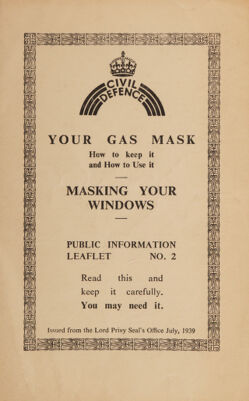 CIVIL
DEFENCE
YOUR GAS MASK
How to keep it
and How to Use it
MASKING YOUR
WINDOWS
PUBLIC INFORMATION
LEAFLET NO. 2
Read this and
keep it carefully.
You may need it.
Issued from the Lord Privy Seal's Office July, 1939